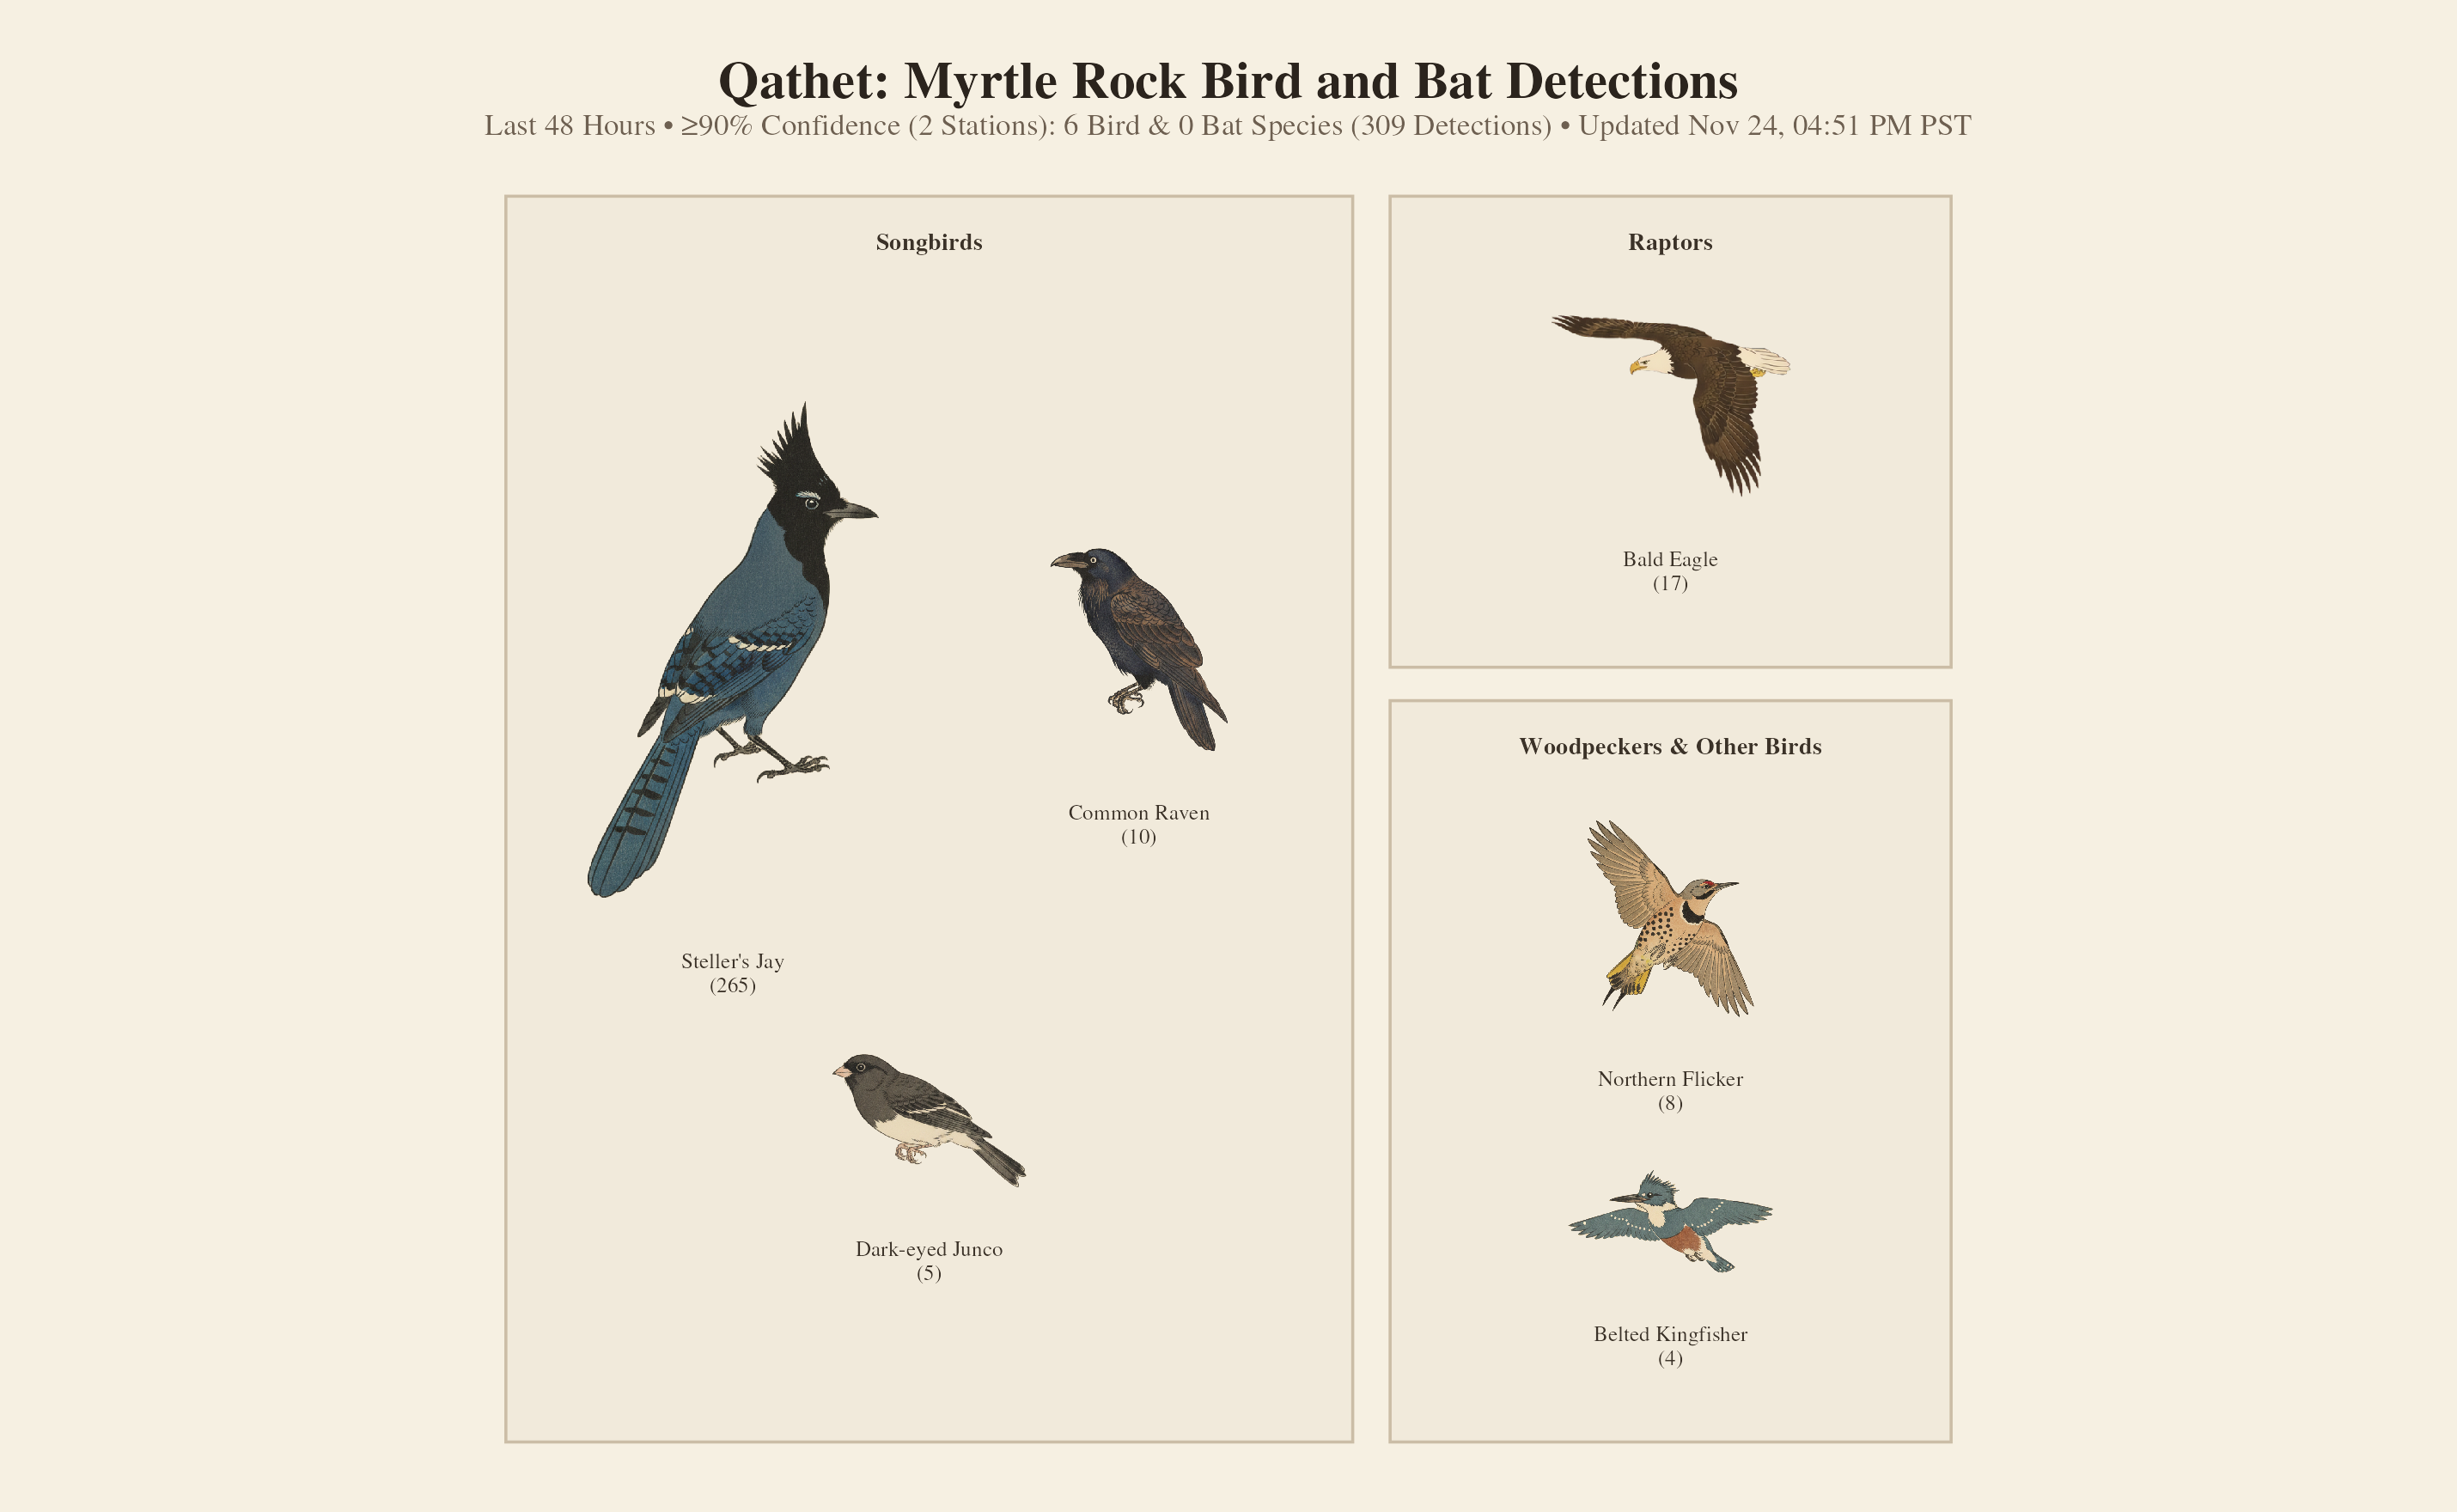 Qathet: Myrtle Rock Bird and Bat Detections
Last 48 Hours • ≥90% Confidence (2 Stations): 6 Bird & 0 Bat Species (309 Detections) • Updated Nov 24, 04:51 PM PST
Songbirds
Steller's Jay
(265)
Common Raven
(10)
Dark-eyed Junco
(5)
Raptors
Bald Eagle
(17)
Woodpeckers & Other Birds
Northern Flicker
(8)
Belted Kingfisher
(4)